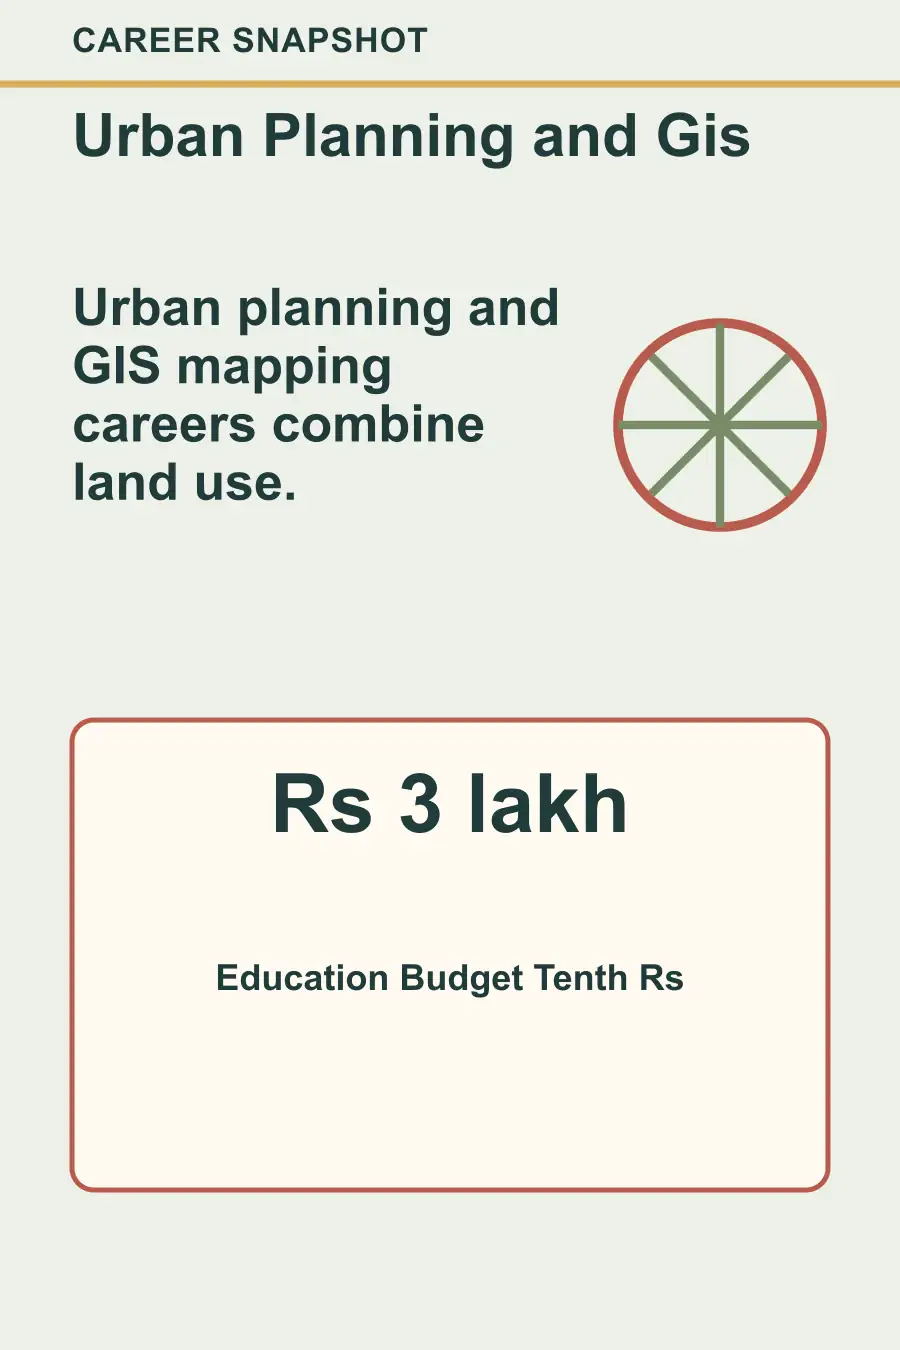 CAREER SNAPSHOT
Urban Planning and Gis
Urban planning and
GIS mapping
careers combine
land use.
Rs 3 lakh
Education Budget Tenth Rs